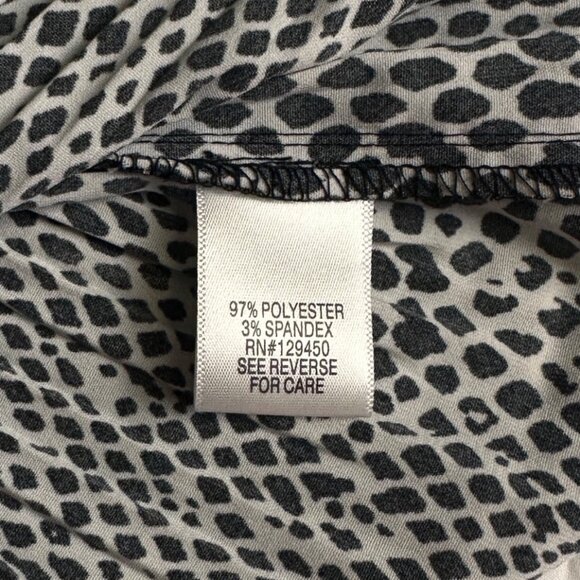 97% POLYESTER
3% SPANDEX
RN#129450
SEE REVERSE
FOR CARE